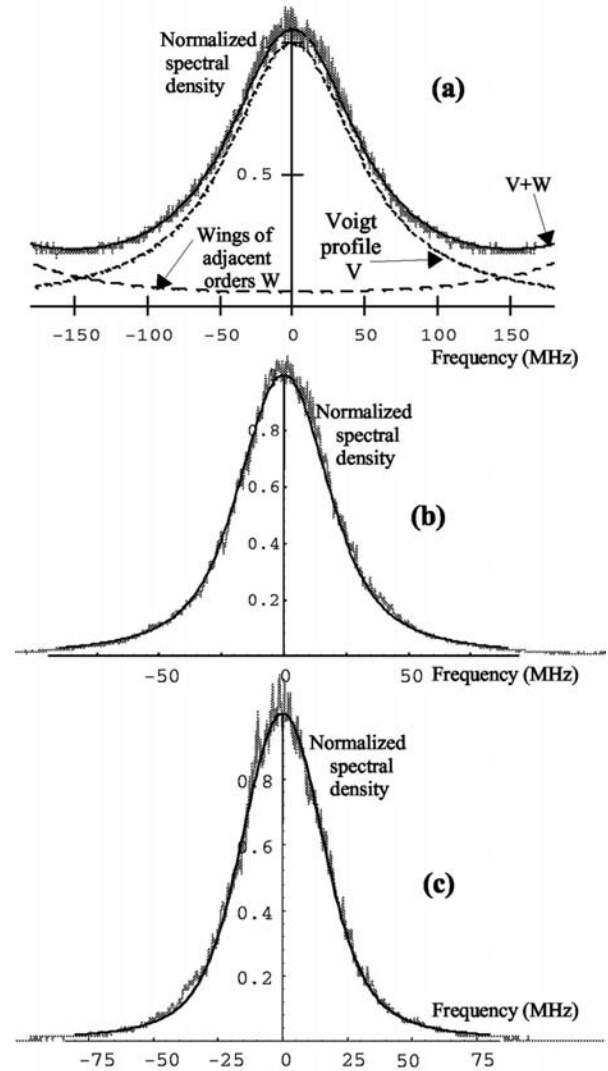 Normalized
spectral
density
(a)
0.5
V+W
Voigt
profile
V
Wings of
adjacent
orders W
-150 -100 -50 0 50 100 150
Frequency (MHz)
Normalized
spectral
density
0.8
0.6
(b)
0.4
0.2
-50 0 50
Frequency (MHz)
Normalized
spectral
density
0.8
0.6
(c)
0.4
0.2
Frequency (MHz)
-75 -50 -25 0 25 50 75